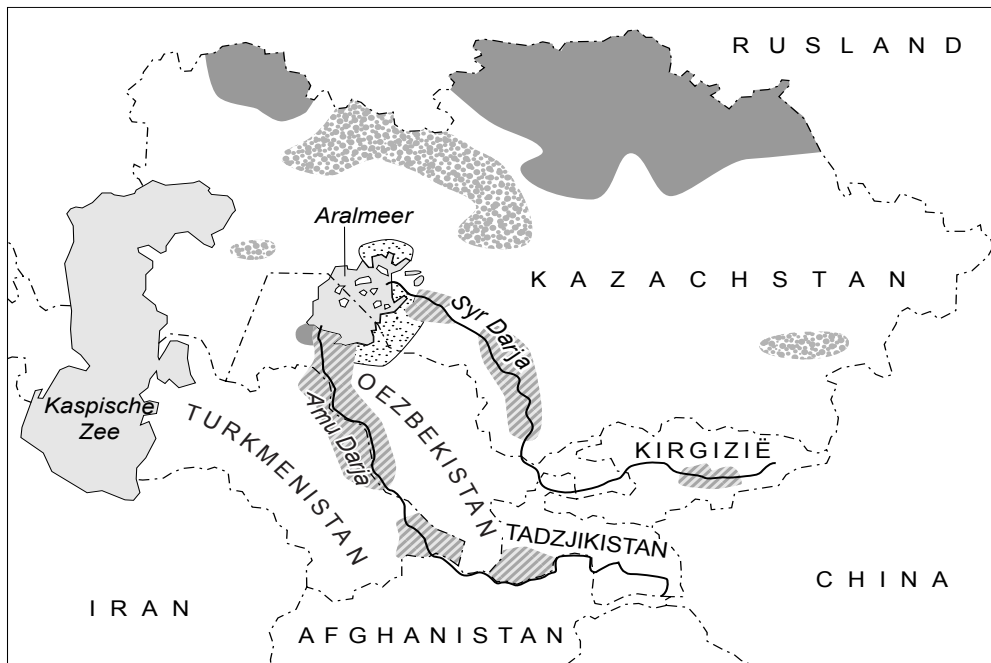 RUSLAND
Aralmeer
KAZACHSTAN
Syr Darja
Kaspische
Zee
TURKMENISTAN
Amu Darja
OEZBEKISTAN
KIRGIZIË
TADZJIKISTAN
CHINA
IRAN
AFGHANISTAN